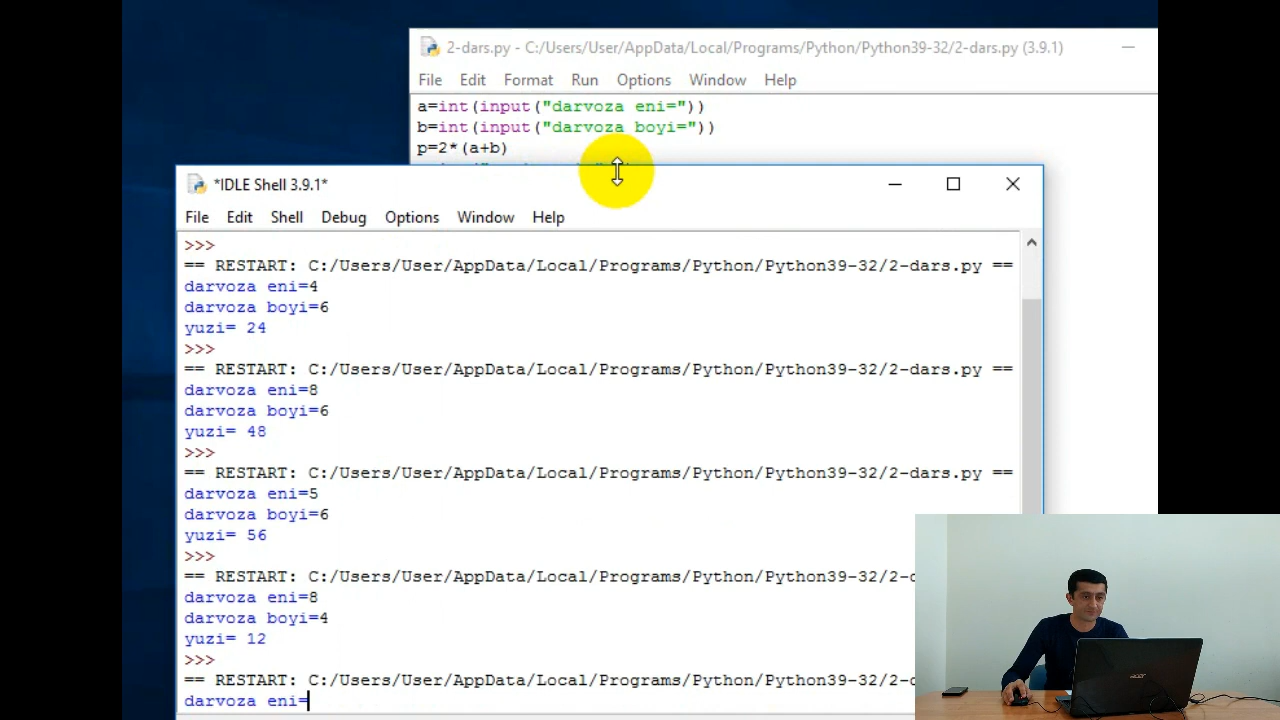 2-dars.py - C:/Users/User/AppData/Local/Programs/Python/Python39-32/2-dars.py (3.9.1)
File Edit Format Run Options Window Help
a=int(input("darvoza eni="))
b=int(input("darvoza boyi="))
p=2*(a+b)
*IDLE Shell 3.9.1*
File Edit Shell Debug Options Window Help
>>>
== RESTART: C:/Users/User/AppData/Local/Programs/Python/Python39-32/2-dars.py ==
darvoza eni=4
darvoza boyi=6
yuzi= 24
>>>
== RESTART: C:/Users/User/AppData/Local/Programs/Python/Python39-32/2-dars.py ==
darvoza eni=8
darvoza boyi=6
yuzi= 48
>>>
== RESTART: C:/Users/User/AppData/Local/Programs/Python/Python39-32/2-dars.py ==
darvoza eni=5
darvoza boyi=6
yuzi= 56
>>>
== RESTART: C:/Users/User/AppData/Local/Programs/Python/Python39-32/2-
darvoza eni=8
darvoza boyi=4
yuzi= 12
>>>
== RESTART: C:/Users/User/AppData/Local/Programs/Python/Python39-32/2-
darvoza eni=
acer